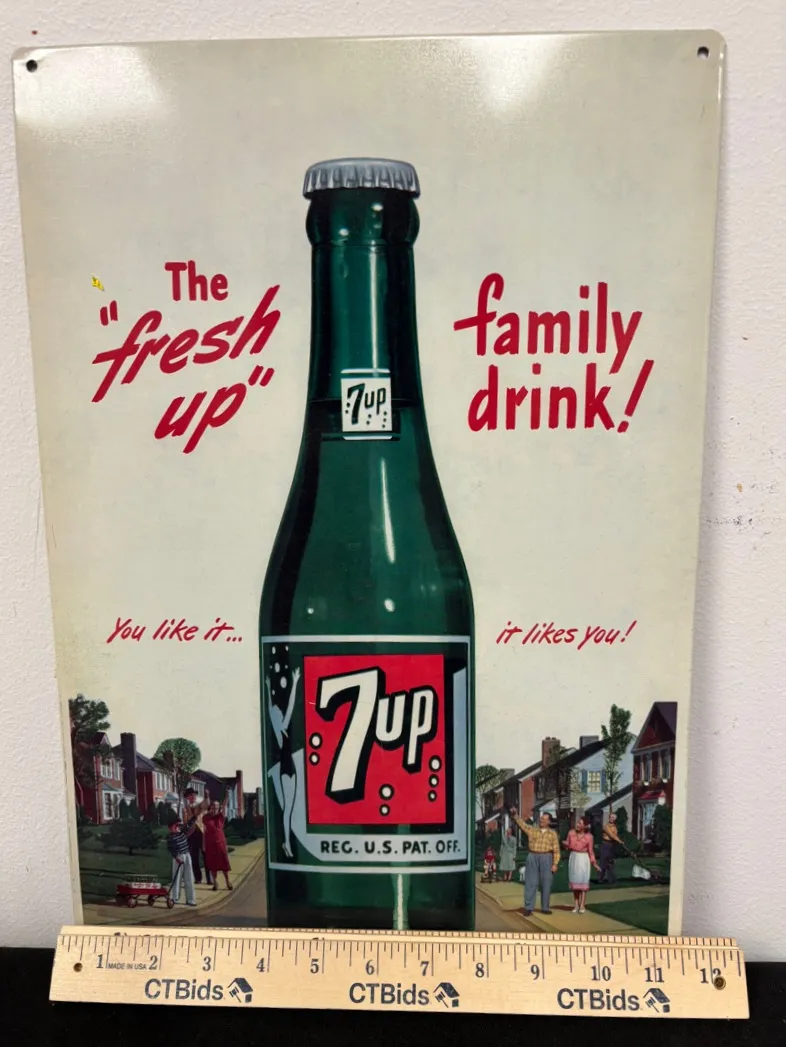 The
"fresh
up"
family
drink!
7up
You like it...
it likes you!
7up
REG. U.S. PAT. OFF.
1 MADE IN USA 2 3 4 5 6 7 8 9 10 11 12
CTBids CTBids CTBids